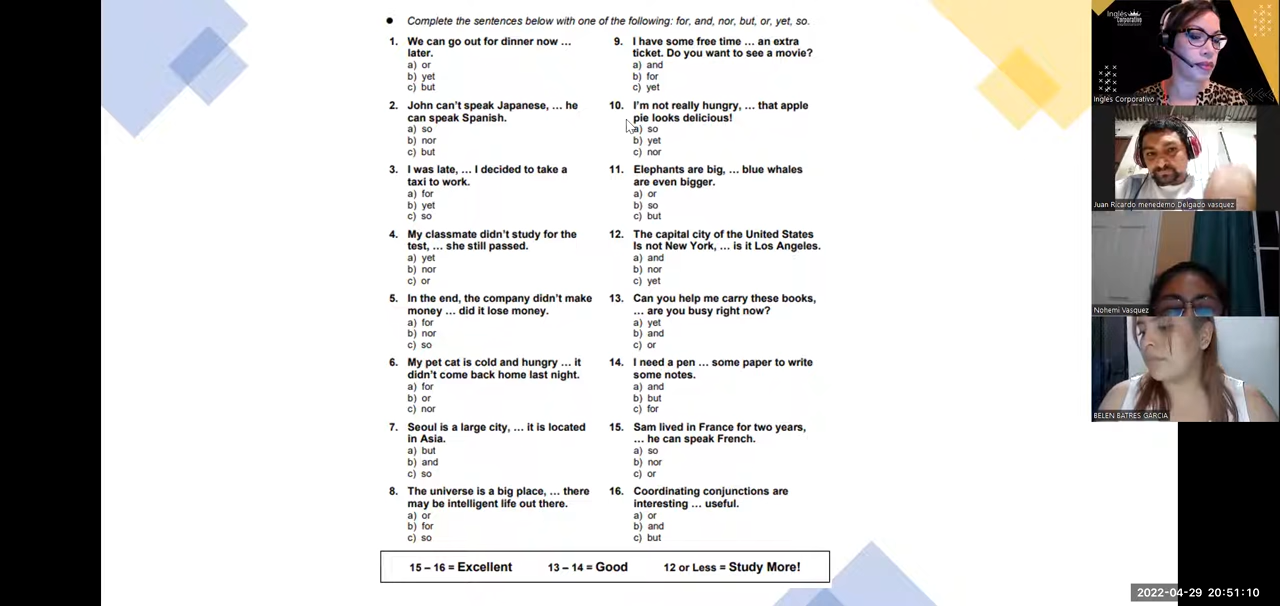 Complete the sentences below with one of the following: for, and, nor, but, or, yet, so.
1. We can go out for dinner now ...
later.
a) or
b) yet
c) but
2. John can't speak Japanese, ... he
can speak Spanish.
a) so
b) nor
c) but
3. I was late, ... I decided to take a
taxi to work.
a) for
b) yet
c) so
4. My classmate didn't study for the
test, ... she still passed.
a) yet
b) nor
c) or
5. In the end, the company didn't make
money ... did it lose money.
a) for
b) nor
c) so
6. My pet cat is cold and hungry ... it
didn't come back home last night.
a) for
b) or
c) nor
7. Seoul is a large city, ... it is located
in Asia.
a) but
b) and
c) so
8. The universe is a big place, ... there
may be intelligent life out there.
a) or
b) for
c) so
9. I have some free time ... an extra
ticket. Do you want to see a movie?
a) and
b) for
c) yet
10. I'm not really hungry, ... that apple
pie looks delicious!
a) so
b) yet
c) nor
11. Elephants are big, ... blue whales
are even bigger.
a) or
b) so
c) but
12. The capital city of the United States
Is not New York, ... is it Los Angeles.
a) and
b) nor
c) yet
13. Can you help me carry these books,
... are you busy right now?
a) yet
b) and
c) or
14. I need a pen ... some paper to write
some notes.
a) and
b) but
c) for
15. Sam lived in France for two years,
... he can speak French.
a) so
b) nor
c) or
16. Coordinating conjunctions are
interesting ... useful.
a) or
b) and
c) but
15 – 16 = Excellent 13 – 14 = Good 12 or Less = Study More!
Inglés
Corporativo
Inglés Corporativo
Juan Ricardo menedemo Delgado vasquez
Nohemi Vasquez
BELEN BATRES GARCIA
2022-04-29 20:51:10